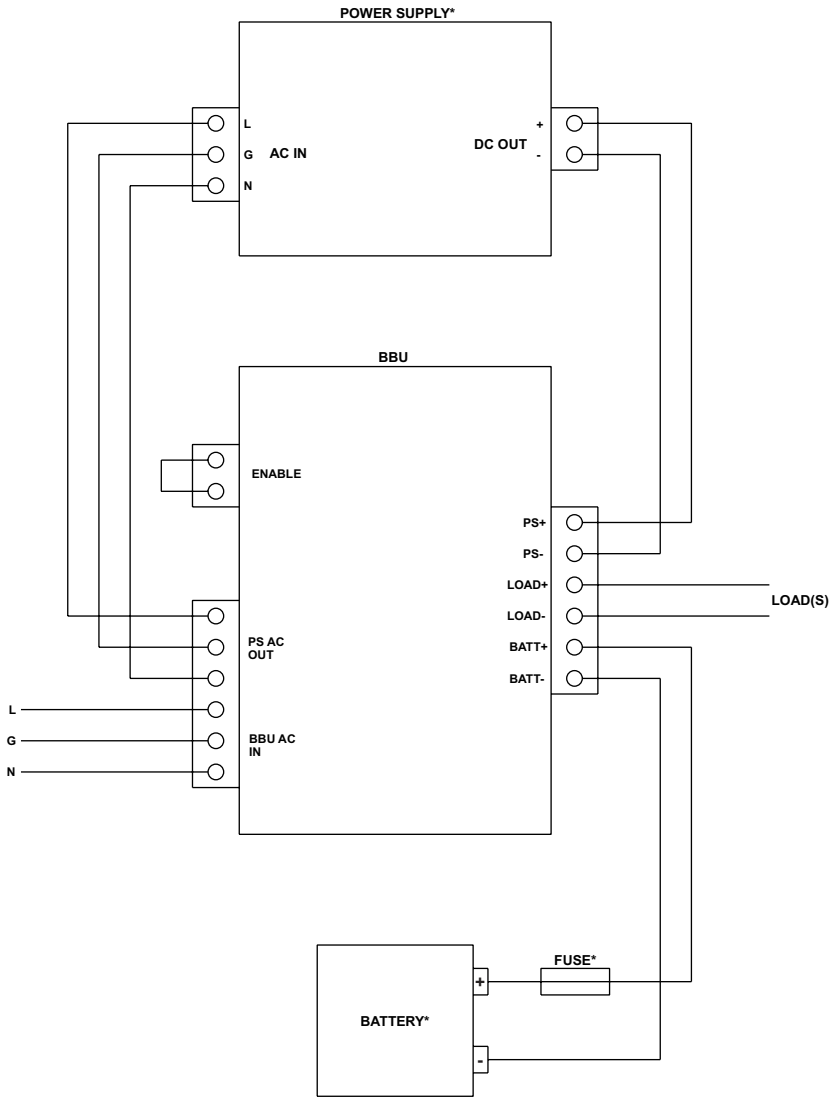 POWER SUPPLY*
L
G AC IN
N
+
DC OUT
-
BBU
ENABLE
PS+
PS-
LOAD+
LOAD-
LOAD(S)
BATT+
BATT-
PS AC
OUT
L
G
N
BBU AC
IN
FUSE*
BATTERY*
+
-